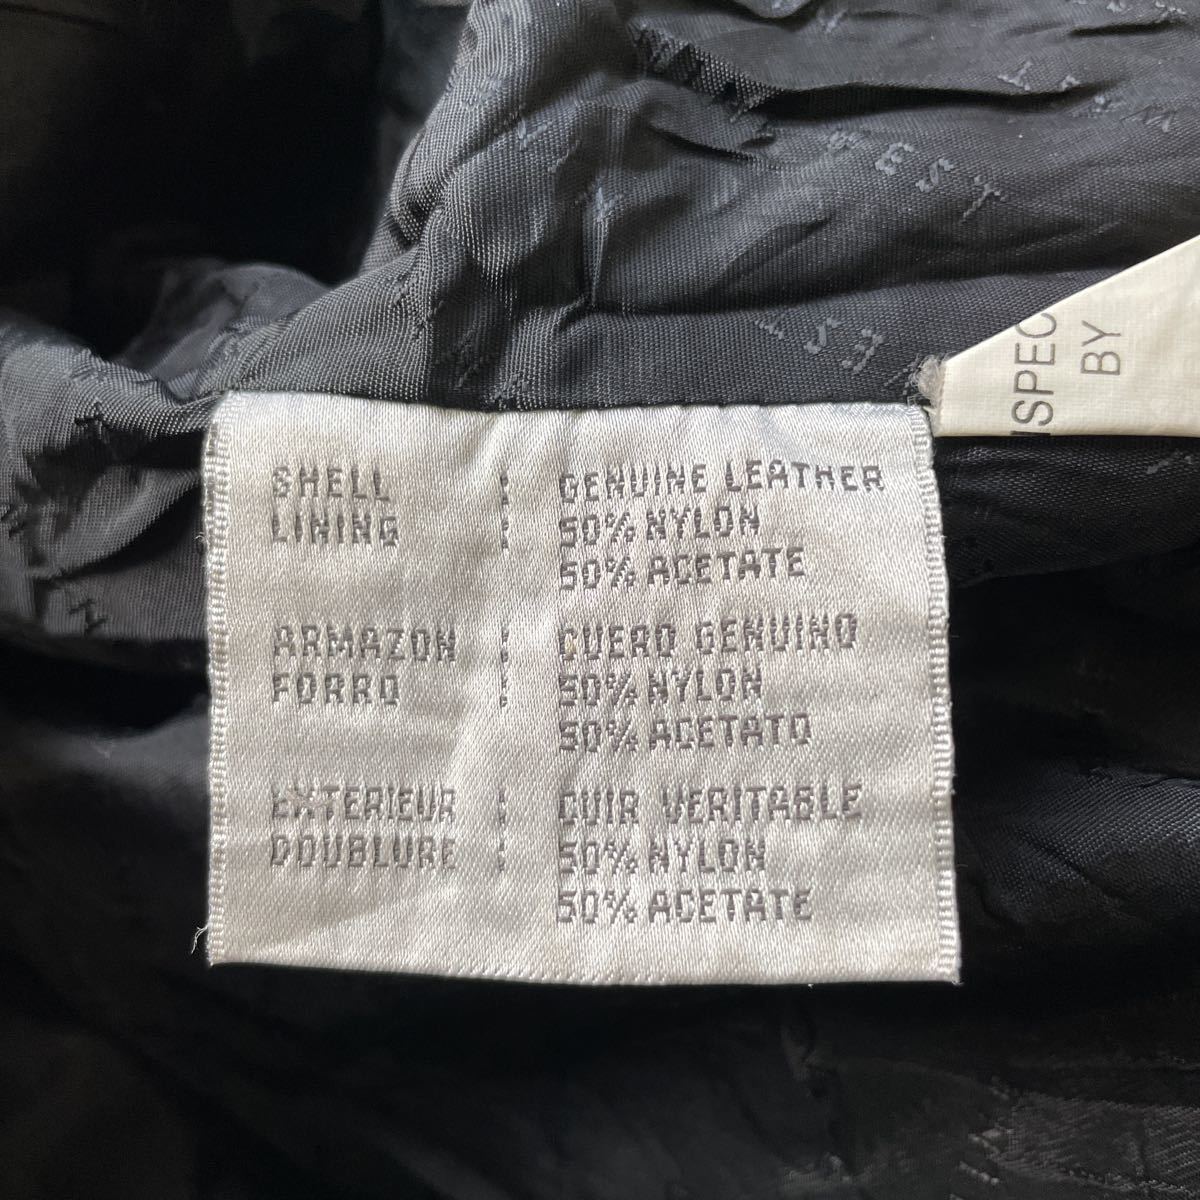 SHELL : GENUINE LEATHER
LINING : 50% NYLON
50% ACETATE
ARMAZON : CUERO GENUINO
FORRO : 50% NYLON
50% ACETATO
EXTERIEUR : CUIR VERITABLE
DOUBLURE : 50% NYLON
50% ACETATE
BY